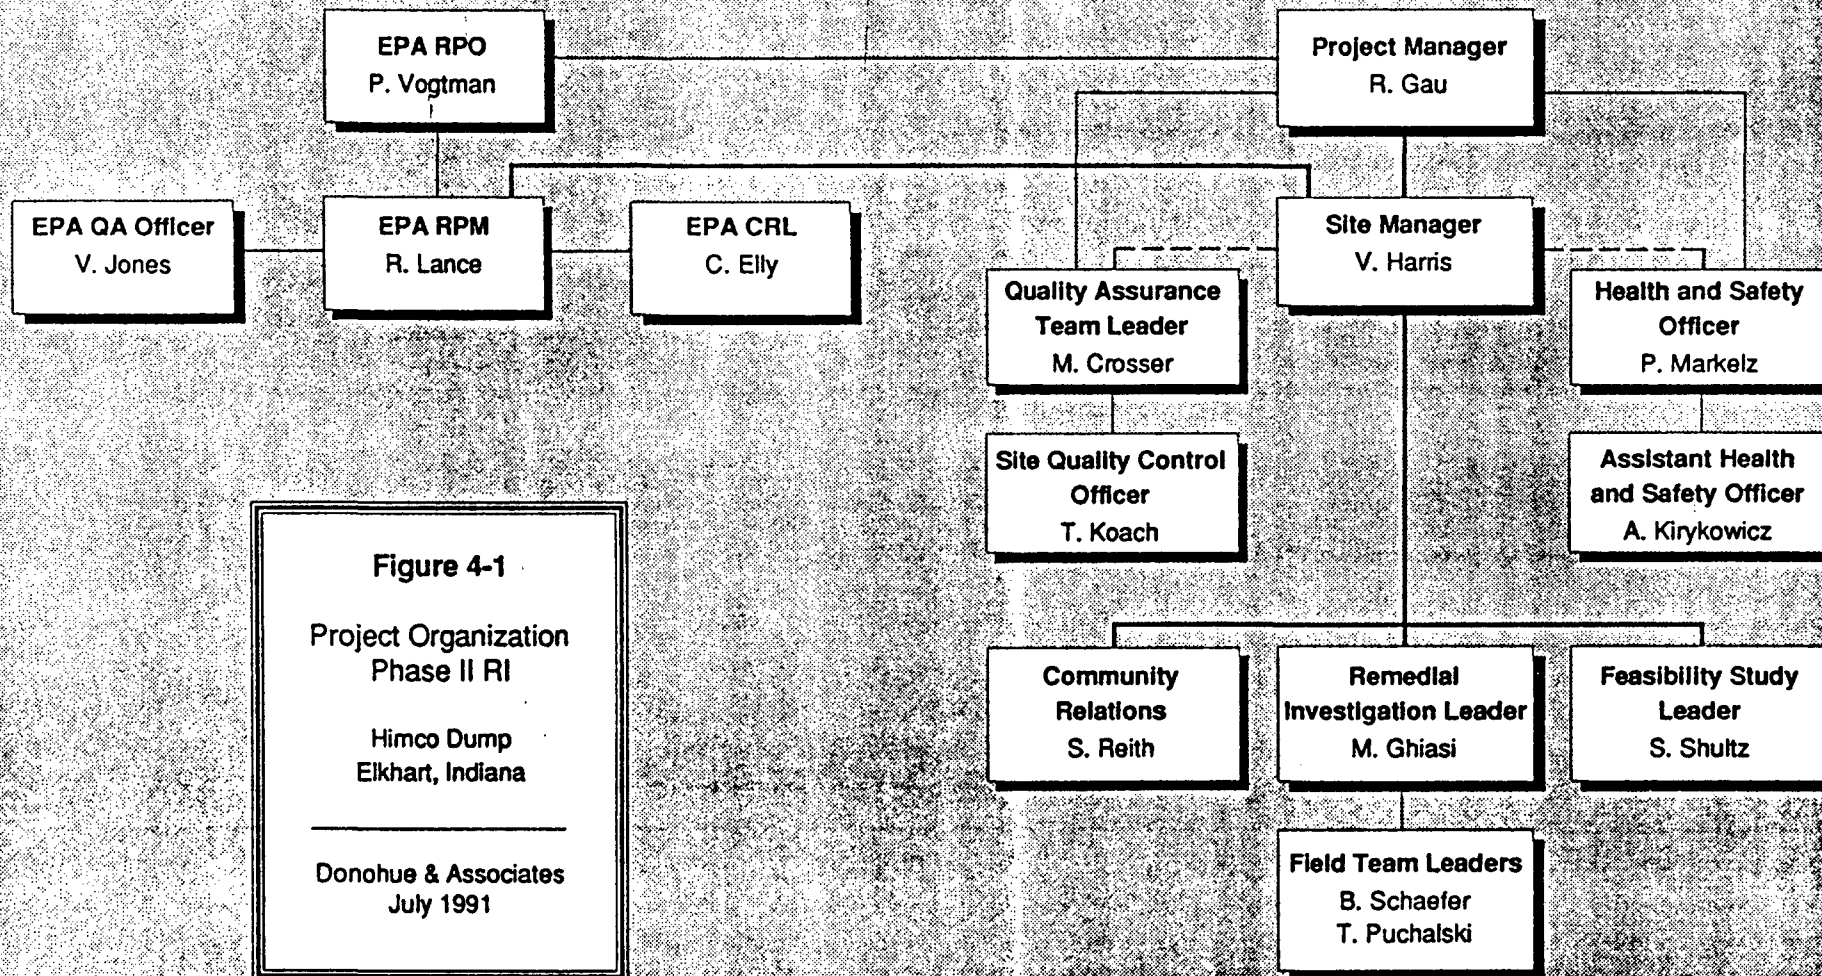 EPA RPO
P. Vogtman
Project Manager
R. Gau
EPA QA Officer
V. Jones
EPA RPM
R. Lance
EPA CRL
C. Elly
Site Manager
V. Harris
Quality Assurance
Team Leader
M. Crosser
Health and Safety
Officer
P. Markelz
Site Quality Control
Officer
T. Koach
Assistant Health
and Safety Officer
A. Kirykowicz
Figure 4-1
Project Organization
Phase II RI
Himco Dump
Elkhart, Indiana
Donohue & Associates
July 1991
Community
Relations
S. Reith
Remedial
Investigation Leader
M. Ghiasi
Feasibility Study
Leader
S. Shultz
Field Team Leaders
B. Schaefer
T. Puchalski